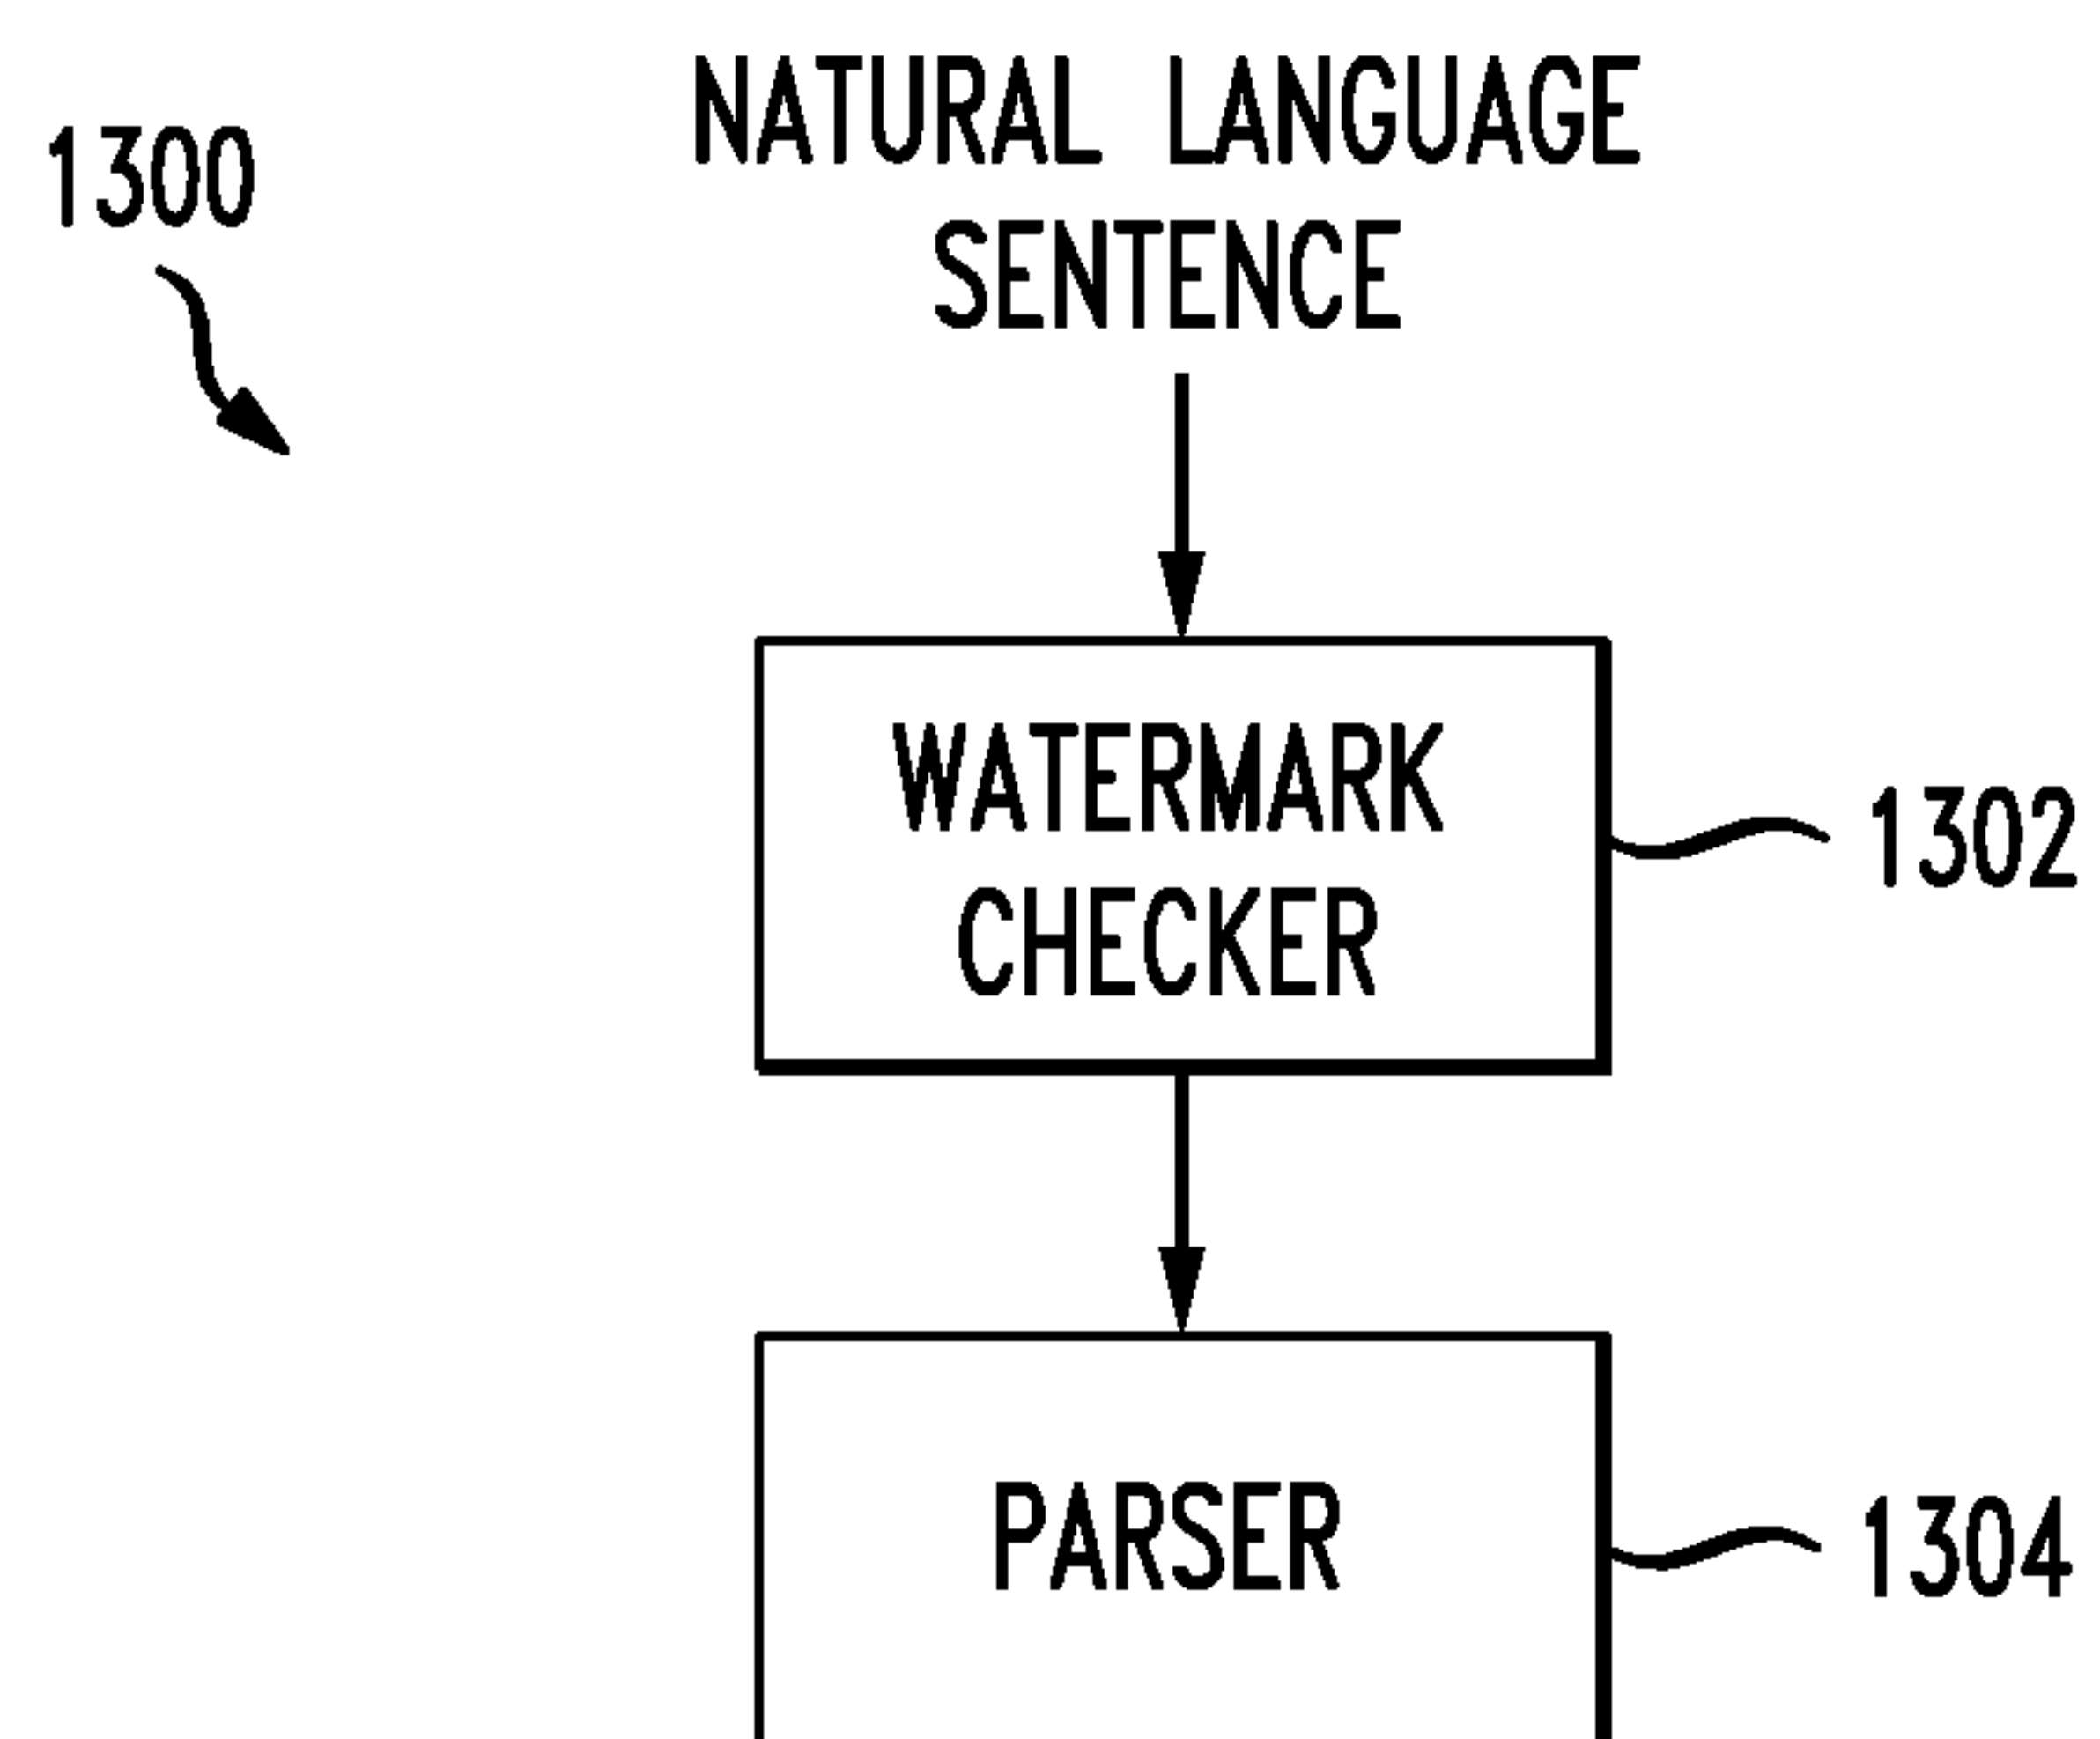 1300
NATURAL LANGUAGE
SENTENCE
WATERMARK
CHECKER
1302
PARSER
1304